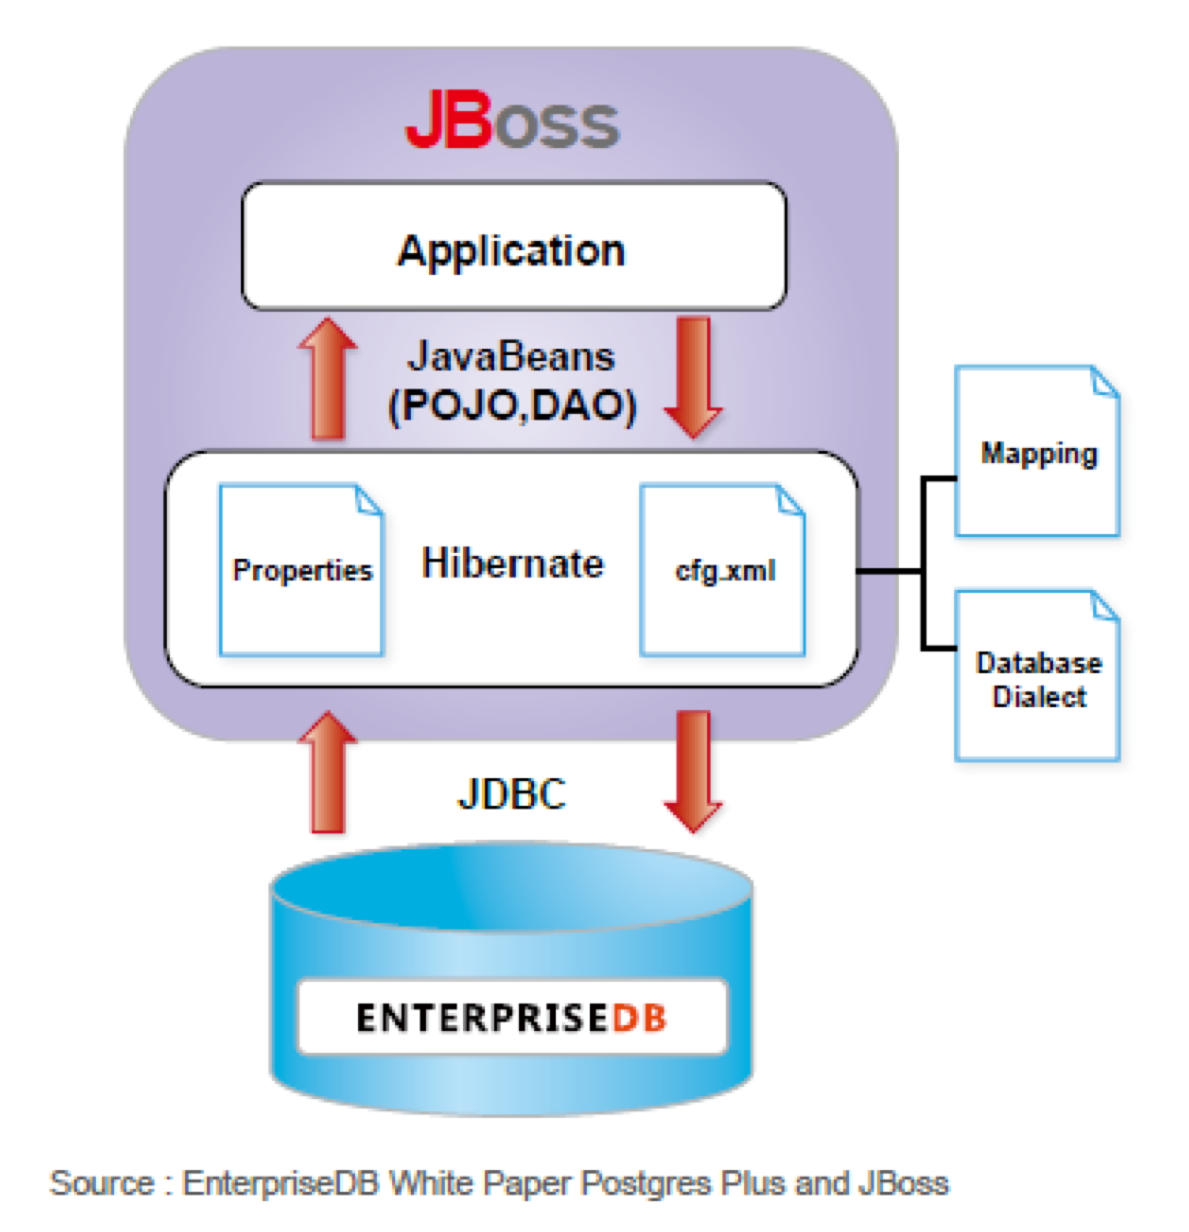 JBoss
Application
JavaBeans
(POJO,DAO)
Properties
Hibernate
cfg.xml
Mapping
Database
Dialect
JDBC
ENTERPRISEDB
Source : EnterpriseDB White Paper Postgres Plus and JBoss